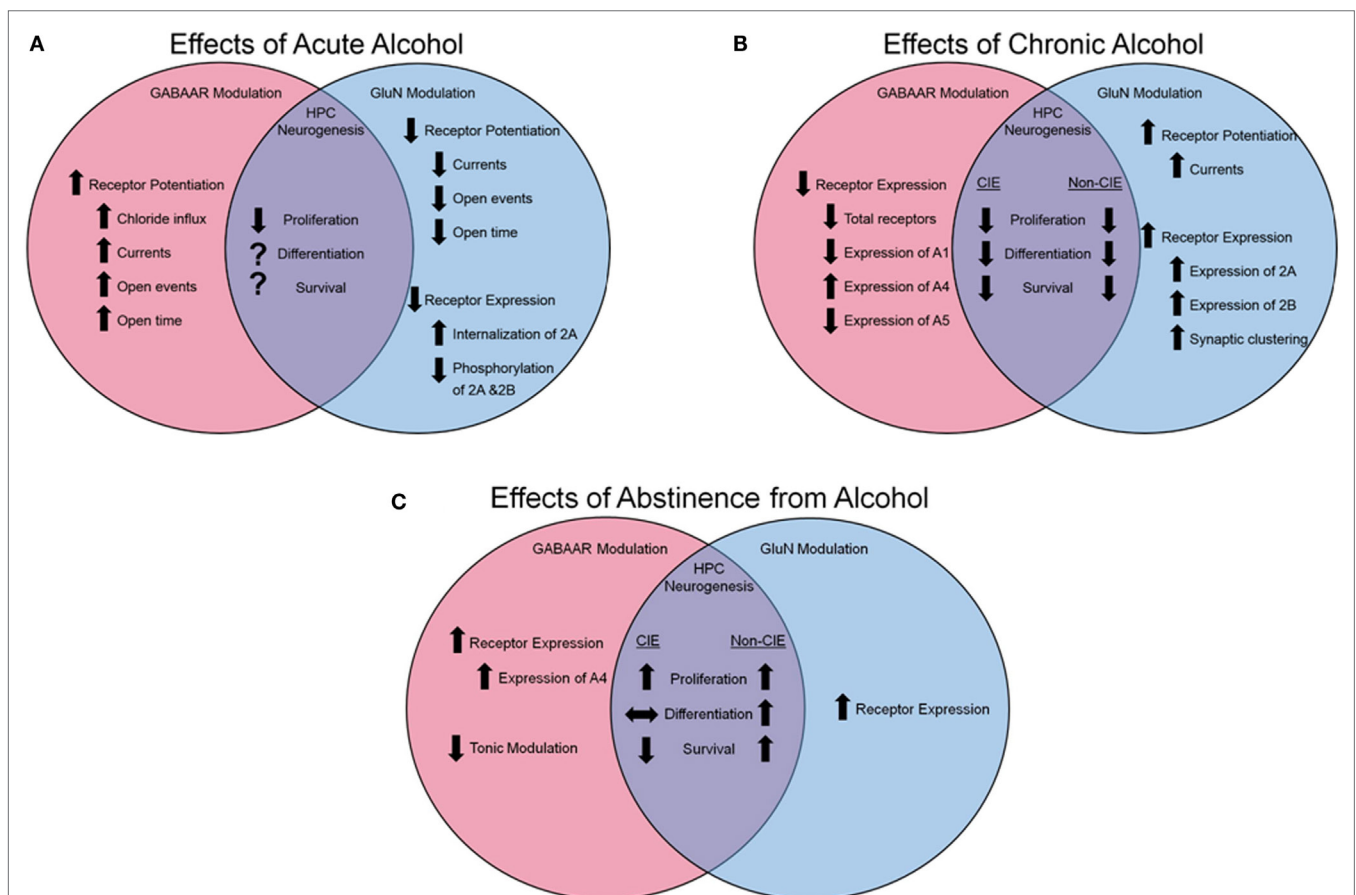 A
Effects of Acute Alcohol
GABAAR Modulation
GluN Modulation
HPC
Neurogenesis
Receptor Potentiation
Chloride influx
Currents
Open events
Open time
Proliferation
? Differentiation
? Survival
Receptor Potentiation
Currents
Open events
Open time
Receptor Expression
Internalization of 2A
Phosphorylation
of 2A &2B
B
Effects of Chronic Alcohol
GABAAR Modulation
GluN Modulation
HPC
Neurogenesis
Receptor Expression
Total receptors
Expression of A1
Expression of A4
Expression of A5
CIE Non-CIE
Proliferation
Differentiation
Survival
Receptor Potentiation
Currents
Receptor Expression
Expression of 2A
Expression of 2B
Synaptic clustering
C
Effects of Abstinence from Alcohol
GABAAR Modulation
GluN Modulation
HPC
Neurogenesis
Receptor Expression
Expression of A4
Tonic Modulation
CIE Non-CIE
Proliferation
Differentiation
Survival
Receptor Expression